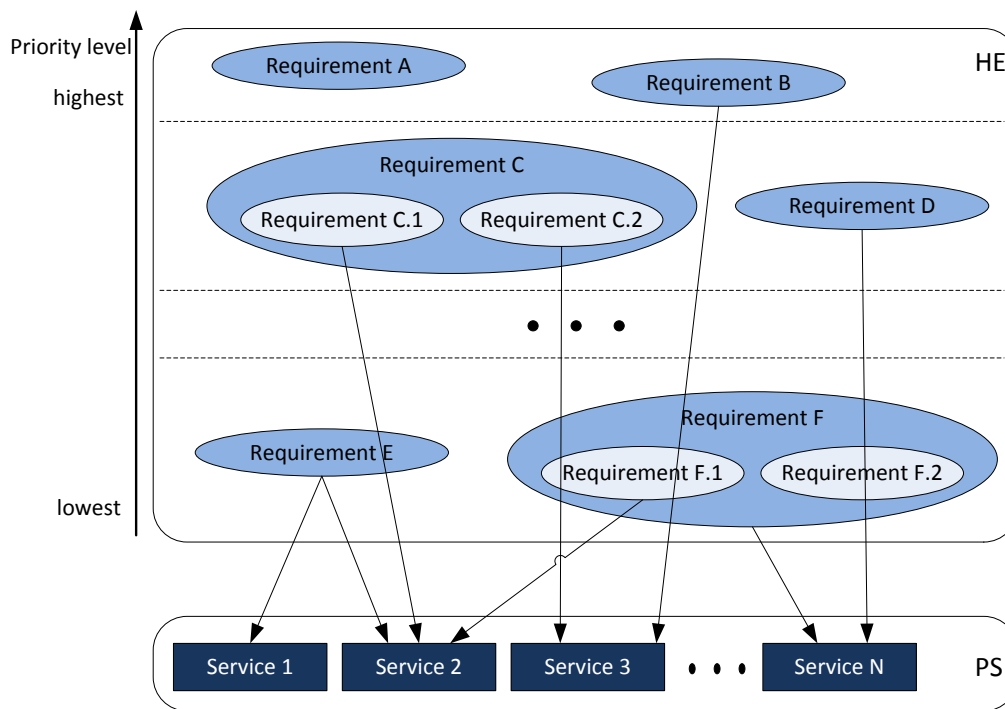 Priority level
highest
HE
Requirement A
Requirement B
Requirement C
Requirement C.1
Requirement C.2
Requirement D
Requirement F
Requirement E
Requirement F.1
Requirement F.2
lowest
Service 1
Service 2
Service 3
Service N
PS